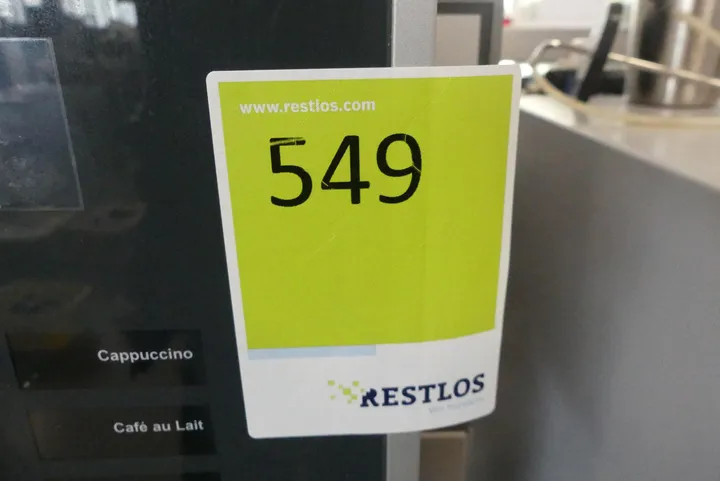 www.restlos.com
549
Cappuccino
RESTLOS
Café au Lait